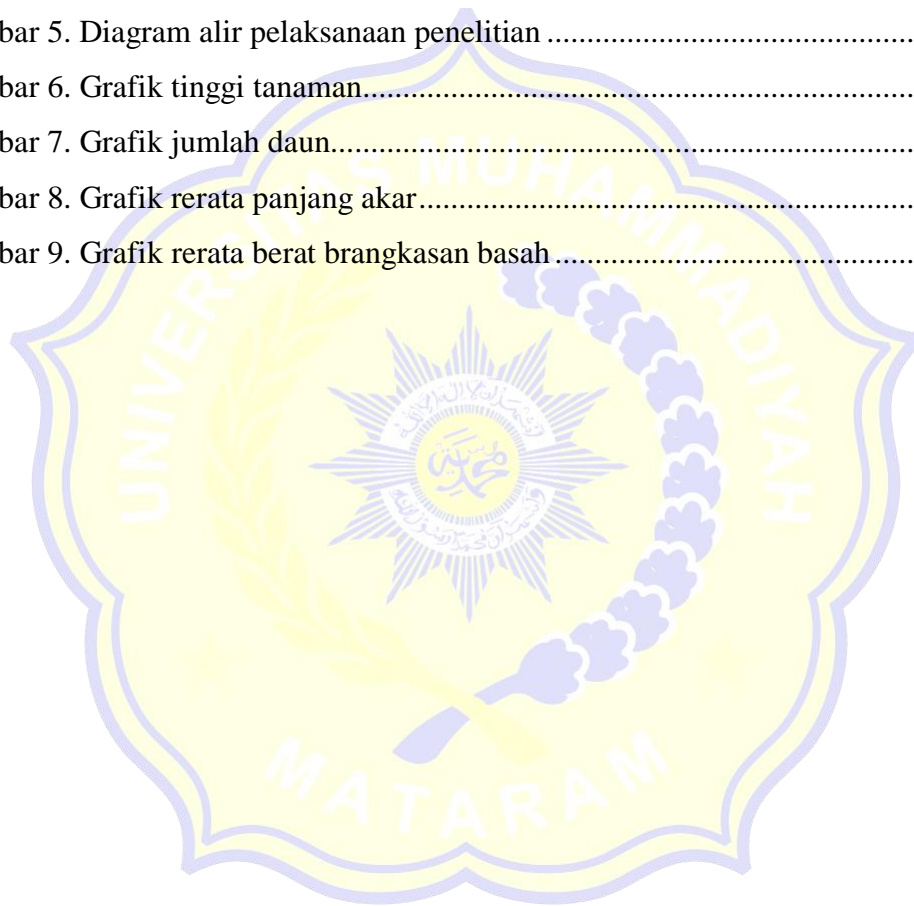 bar 5. Diagram alir pelaksanaan penelitian ...............................................
bar 6. Grafik tinggi tanaman......................................................................
bar 7. Grafik jumlah daun..........................................................................
bar 8. Grafik rerata panjang akar...............................................................
bar 9. Grafik rerata berat brangkasan basah .............................................
UNIVERSITAS MUHAMMADIYAH
MATARAM